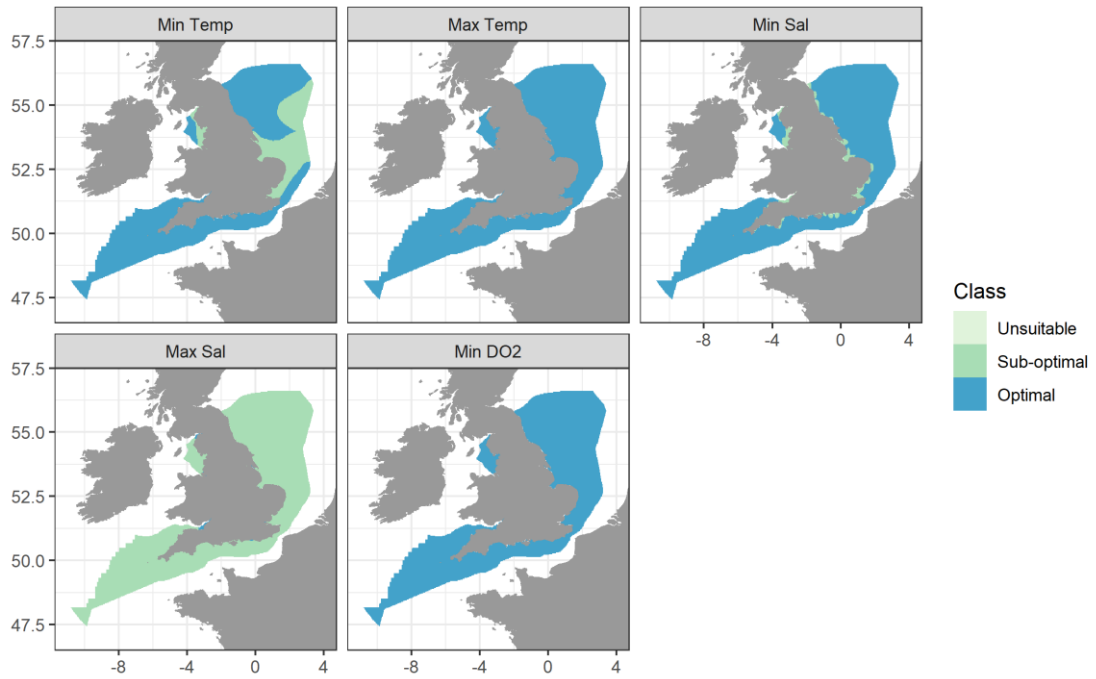 Min Temp
Max Temp
Min Sal
57.5
55.0
52.5
50.0
47.5
-8
-4
0
4
Max Sal
Min DO2
57.5
55.0
52.5
50.0
47.5
-8
-4
0
4
-8
-4
0
4
Class
Unsuitable
Sub-optimal
Optimal